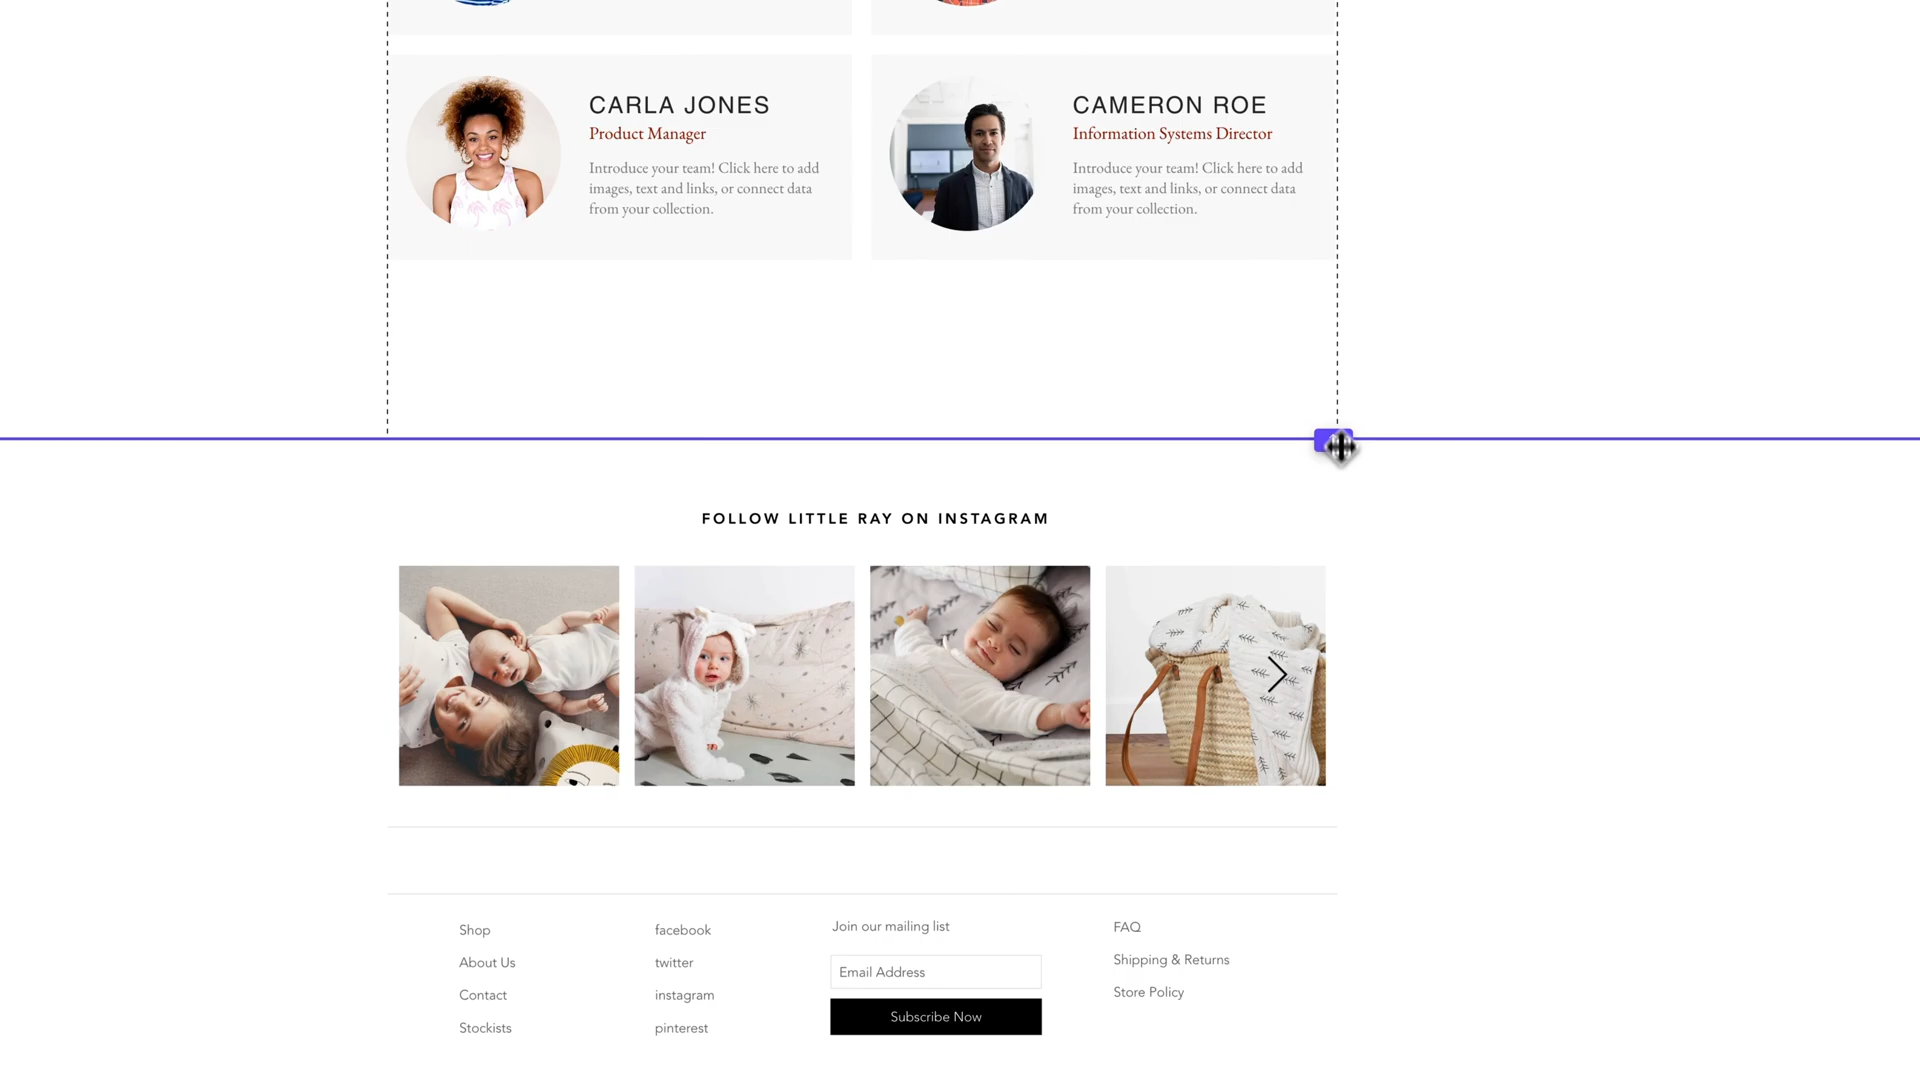 CARLA JONES
Product Manager
Introduce your team! Click here to add
images, text and links, or connect data
from your collection.
CAMERON ROE
Information Systems Director
Introduce your team! Click here to add
images, text and links, or connect data
from your collection.
FOLLOW LITTLE RAY ON INSTAGRAM
Shop
About Us
Contact
Stockists
facebook
twitter
instagram
pinterest
Join our mailing list
Email Address
Subscribe Now
FAQ
Shipping & Returns
Store Policy